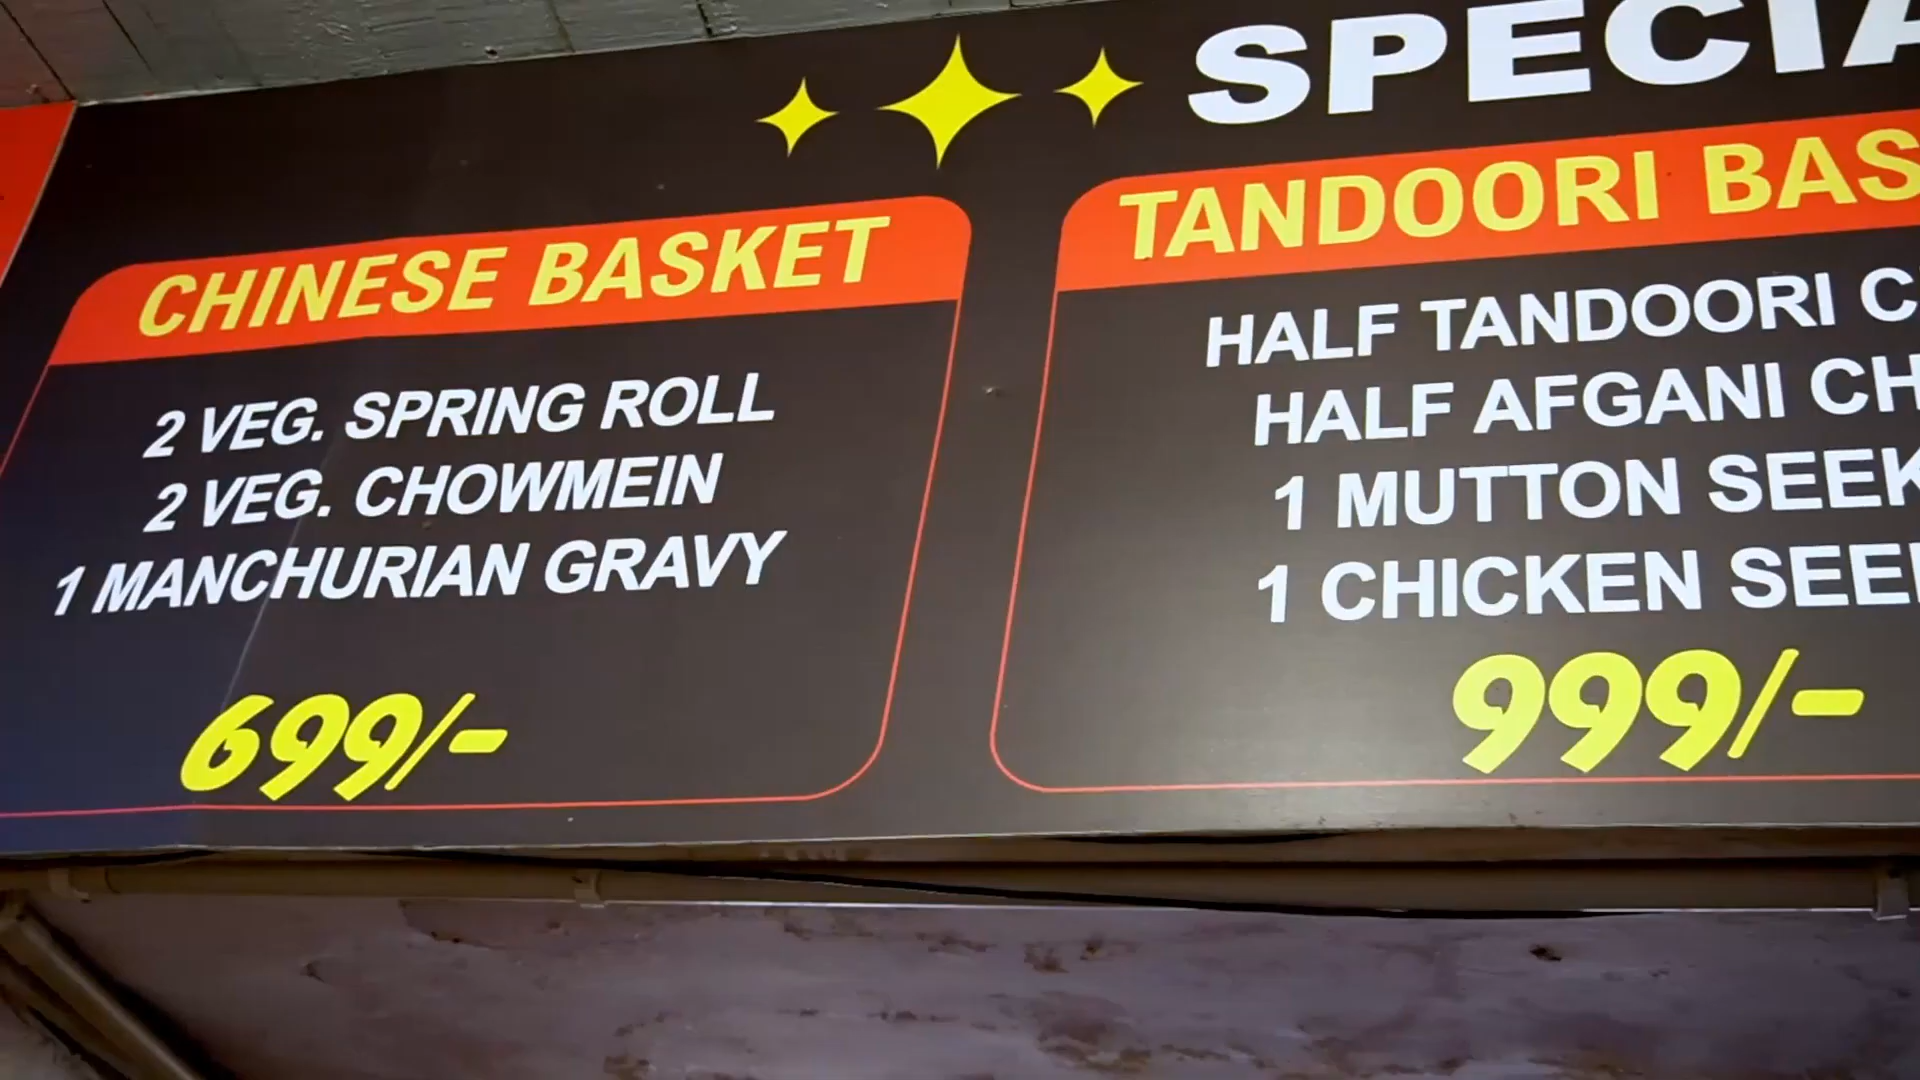 SPECIA
CHINESE BASKET
2 VEG. SPRING ROLL
2 VEG. CHOWMEIN
1 MANCHURIAN GRAVY
699/-
TANDOORI BAS
HALF TANDOORI C
HALF AFGANI CH
1 MUTTON SEEK
1 CHICKEN SEE
999/-